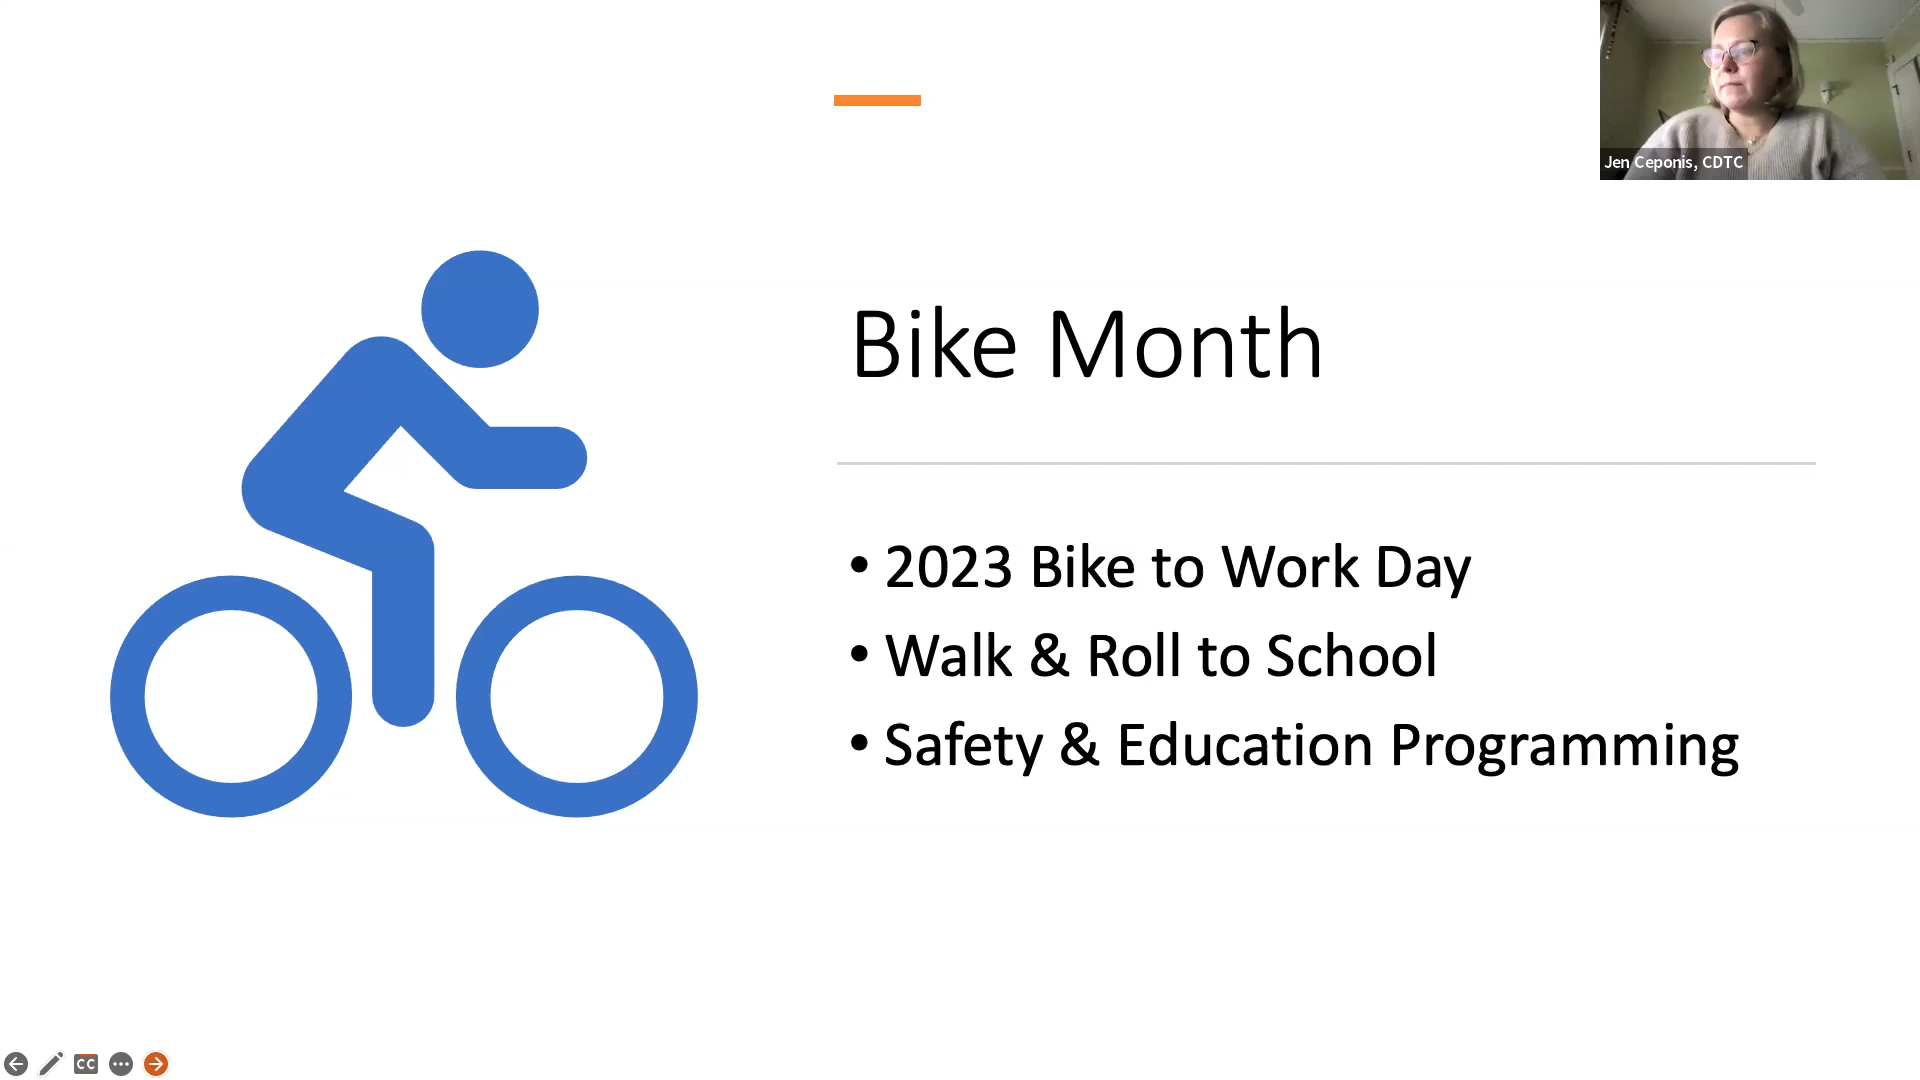 Jen Ceponis, CDTC
Bike Month
• 2023 Bike to Work Day
• Walk & Roll to School
• Safety & Education Programming
CC